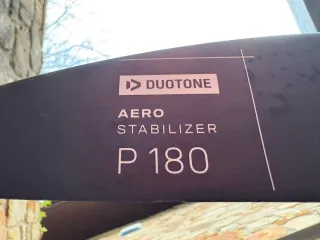 DUOTONE
AERO
STABILIZER
P 180